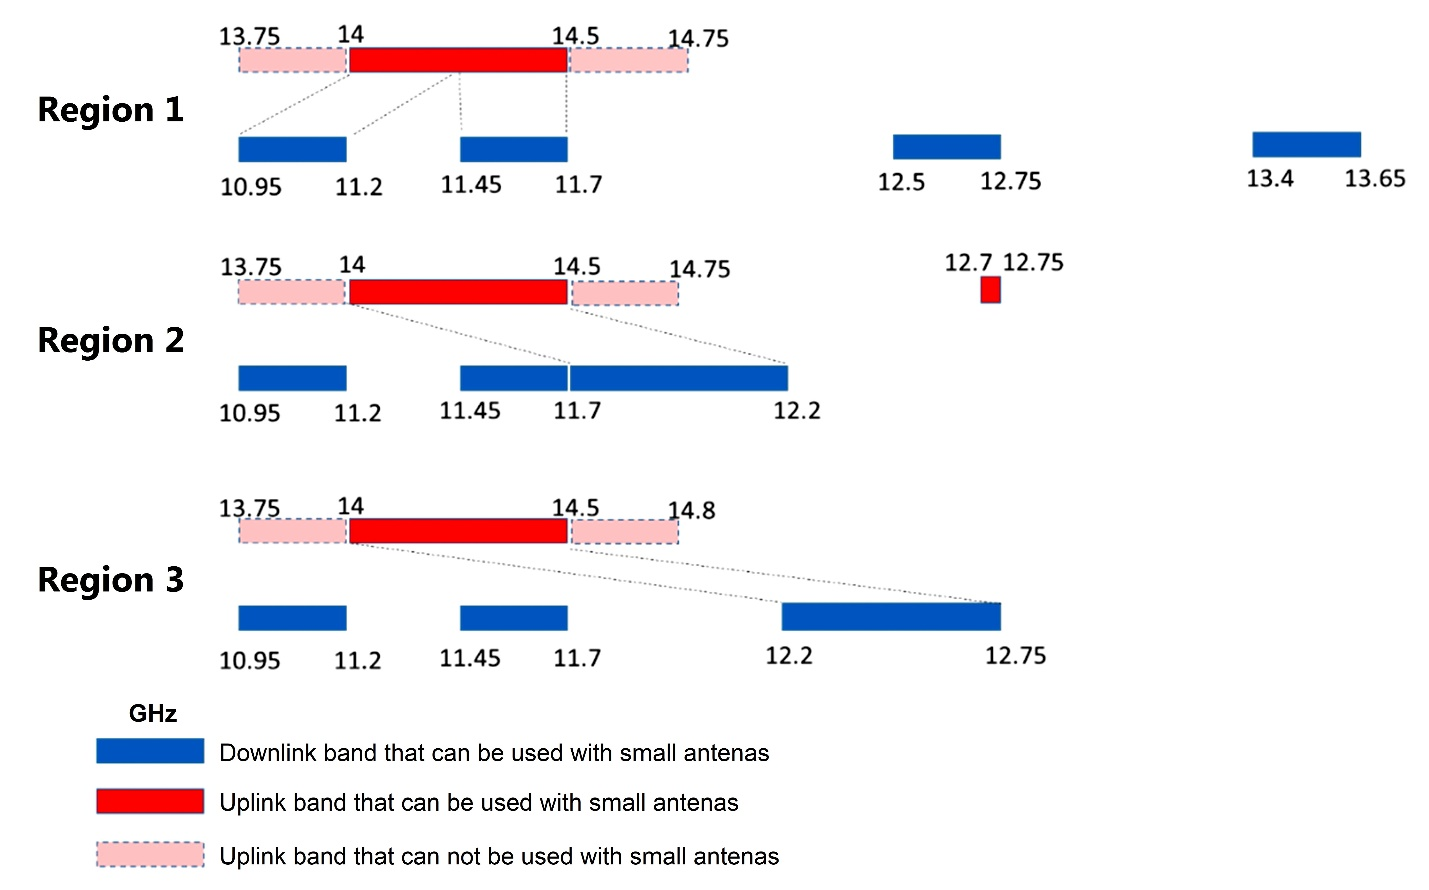 13.75 14 14.5 14.75
Region 1
10.95 11.2 11.45 11.7 12.5 12.75 13.4 13.65
13.75 14 14.5 14.75 12.7 12.75
Region 2
10.95 11.2 11.45 11.7 12.2
13.75 14 14.5 14.8
Region 3
10.95 11.2 11.45 11.7 12.2 12.75
GHz
Downlink band that can be used with small antenas
Uplink band that can be used with small antenas
Uplink band that can not be used with small antenas